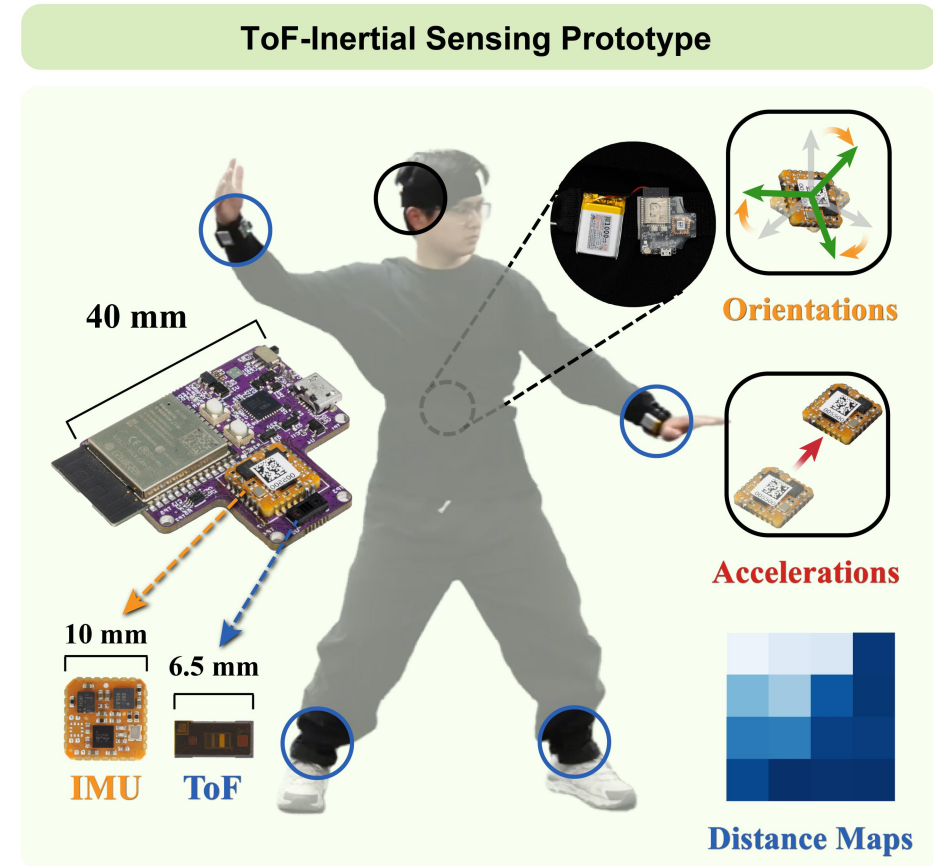 ToF-Inertial Sensing Prototype
40 mm
Orientations
Accelerations
10 mm
6.5 mm
IMU
ToF
Distance Maps